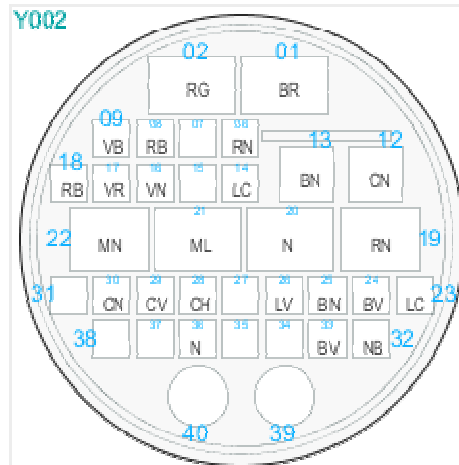 Y002
02 01
RG BR
09 08 07 06
VB RB RN
13 12
18 17 16 15 14
RB VR VN LC BN CN
22 21 20 19
MN ML N RN
31 30 29 28 27 26 25 24 23
CN CV CH LV BN BV LC
38 37 36 35 34 33 32
N BW NB
40 39